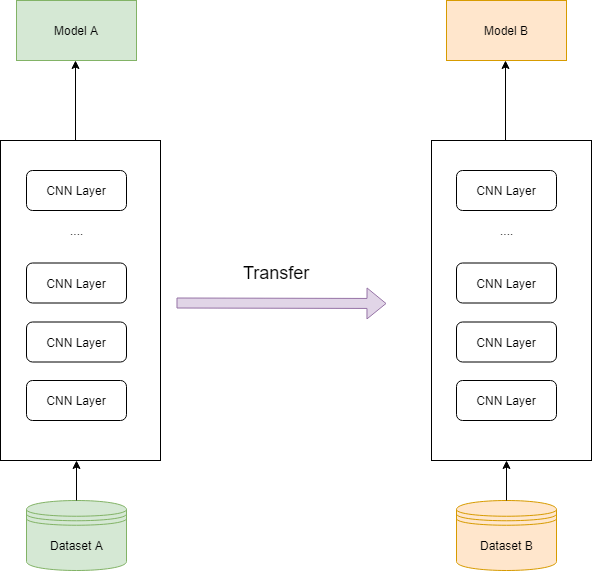 Model A
Model B
CNN Layer
....
CNN Layer
CNN Layer
CNN Layer
Transfer
CNN Layer
....
CNN Layer
CNN Layer
CNN Layer
Dataset A
Dataset B